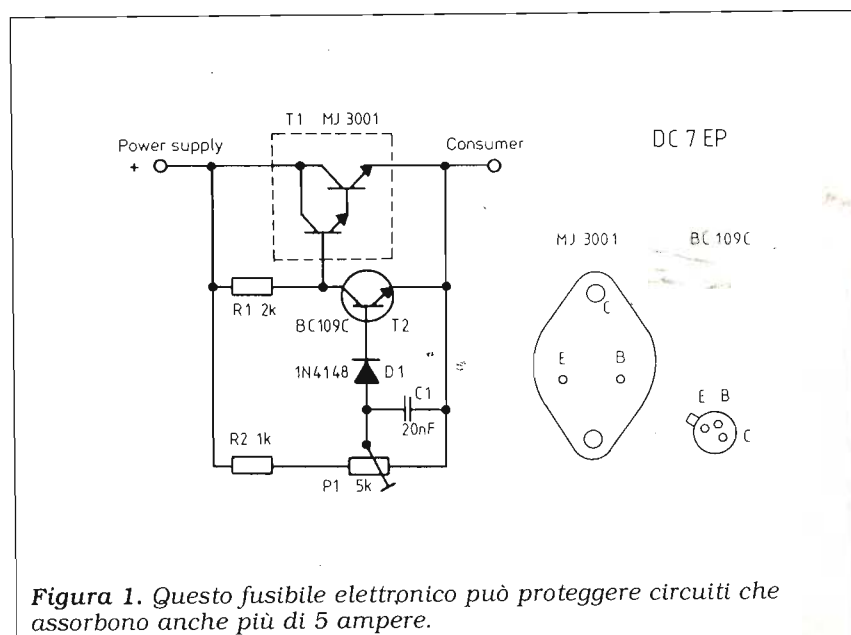 T1 MJ 3001
Power supply
+
Consumer
DC 7 EP
MJ 3001
BC 109C
R1 2k
BC109C
T2
1N4148
D1
C1
20nF
R2 1k
P1 5k
C
E
B
E B
C
Figura 1. Questo fusibile elettronico può proteggere circuiti che
assorbono anche più di 5 ampere.